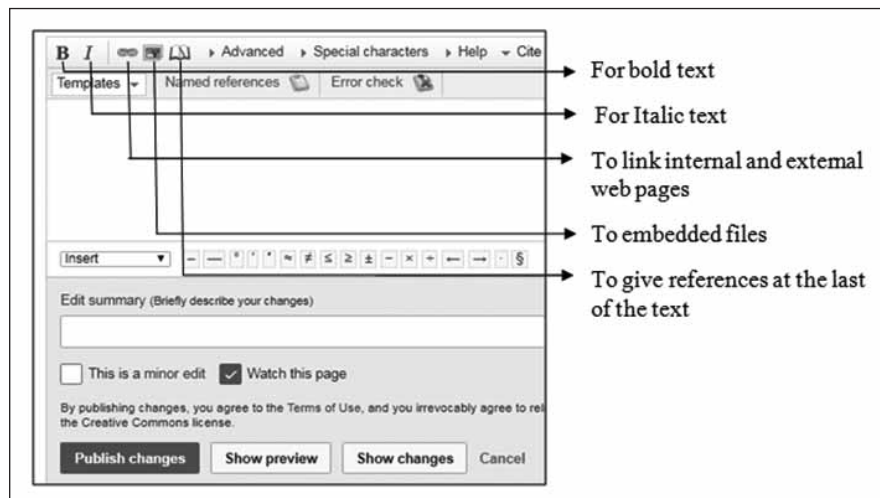 B I ▸ Advanced ▸ Special characters ▸ Help ▾ Cite
Templates Named references Error check
Insert – — ° ′ ″ ≈ ≠ ≤ ≥ ± − × ÷ ← → · §
Edit summary (Briefly describe your changes)
This is a minor edit Watch this page
By publishing changes, you agree to the Terms of Use, and you irrevocably agree to rel
the Creative Commons license.
Publish changes Show preview Show changes Cancel
For bold text
For Italic text
To link internal and external
web pages
To embedded files
To give references at the last
of the text